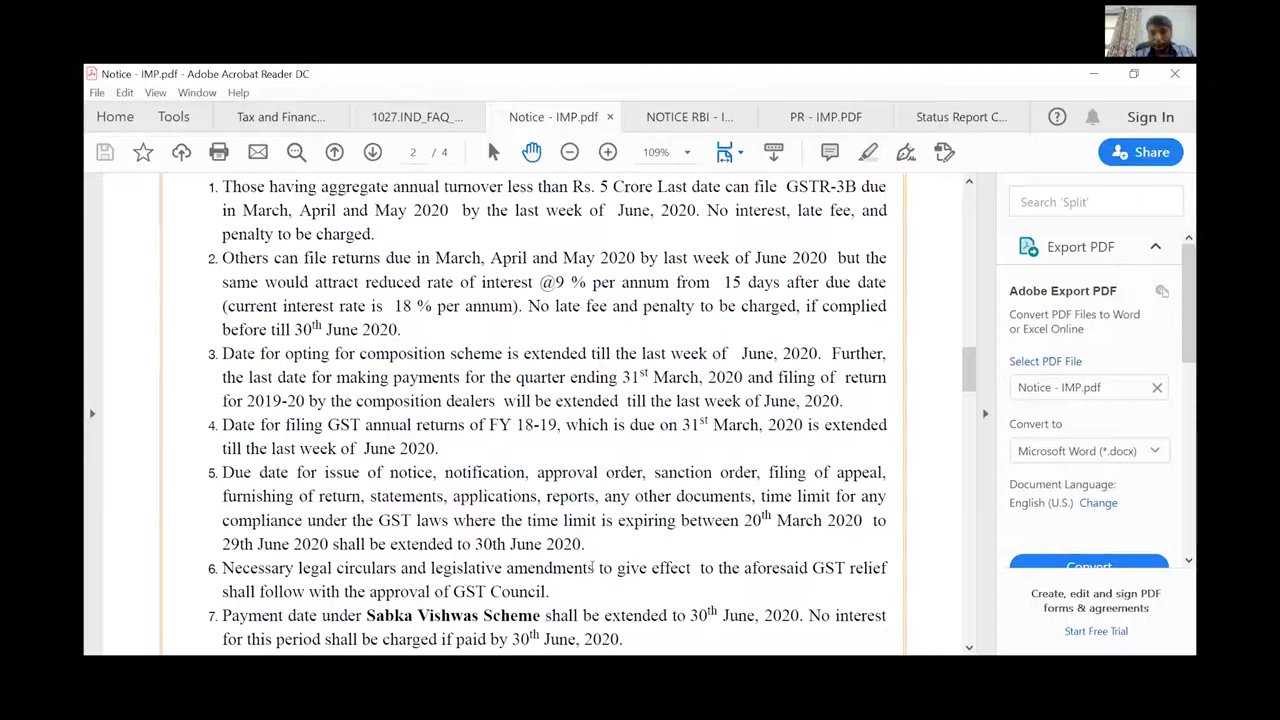 Notice - IMP.pdf - Adobe Acrobat Reader DC
File Edit View Window Help
Home Tools Tax and Financ... 1027.IND_FAQ_... Notice - IMP.pdf × NOTICE RBI - I... PR - IMP.PDF Status Report C... Sign In
2 / 4 109% Share
1. Those having aggregate annual turnover less than Rs. 5 Crore Last date can file GSTR-3B due
in March, April and May 2020 by the last week of June, 2020. No interest, late fee, and
penalty to be charged.
2. Others can file returns due in March, April and May 2020 by last week of June 2020 but the
same would attract reduced rate of interest @9 % per annum from 15 days after due date
(current interest rate is 18 % per annum). No late fee and penalty to be charged, if complied
before till 30th June 2020.
3. Date for opting for composition scheme is extended till the last week of June, 2020. Further,
the last date for making payments for the quarter ending 31st March, 2020 and filing of return
for 2019-20 by the composition dealers will be extended till the last week of June, 2020.
4. Date for filing GST annual returns of FY 18-19, which is due on 31st March, 2020 is extended
till the last week of June 2020.
5. Due date for issue of notice, notification, approval order, sanction order, filing of appeal,
furnishing of return, statements, applications, reports, any other documents, time limit for any
compliance under the GST laws where the time limit is expiring between 20th March 2020 to
29th June 2020 shall be extended to 30th June 2020.
6. Necessary legal circulars and legislative amendments to give effect to the aforesaid GST relief
shall follow with the approval of GST Council.
7. Payment date under Sabka Vishwas Scheme shall be extended to 30th June, 2020. No interest
for this period shall be charged if paid by 30th June, 2020.
Search 'Split'
Export PDF
Adobe Export PDF
Convert PDF Files to Word
or Excel Online
Select PDF File
Notice - IMP.pdf
Convert to
Microsoft Word (*.docx)
Document Language:
English (U.S.) Change
Convert
Create, edit and sign PDF
forms & agreements
Start Free Trial